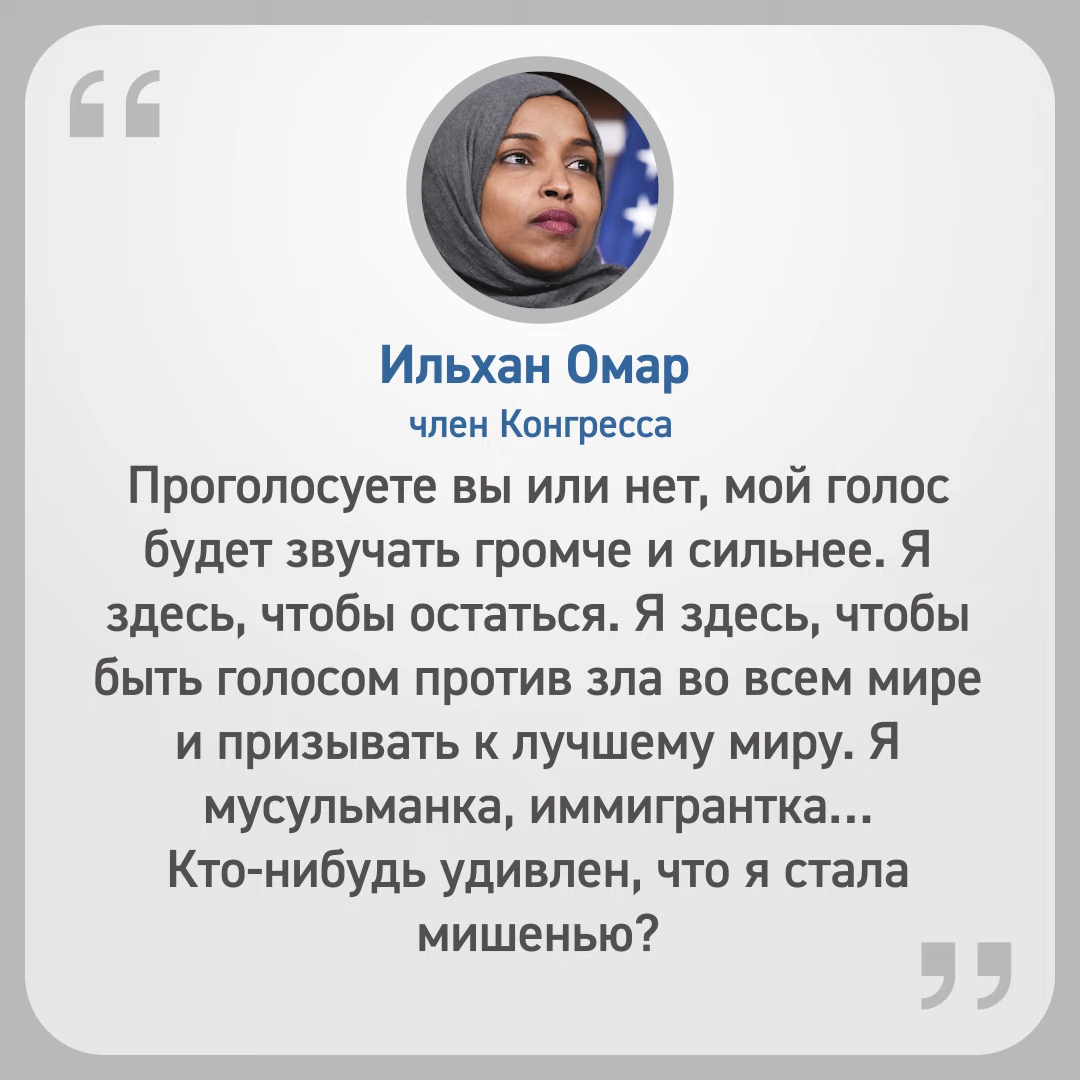 Ильхан Омар
член Конгресса
Проголосуете вы или нет, мой голос
будет звучать громче и сильнее. Я
здесь, чтобы остаться. Я здесь, чтобы
быть голосом против зла во всем мире
и призывать к лучшему миру. Я
мусульманка, иммигрантка…
Кто-нибудь удивлен, что я стала
мишенью?